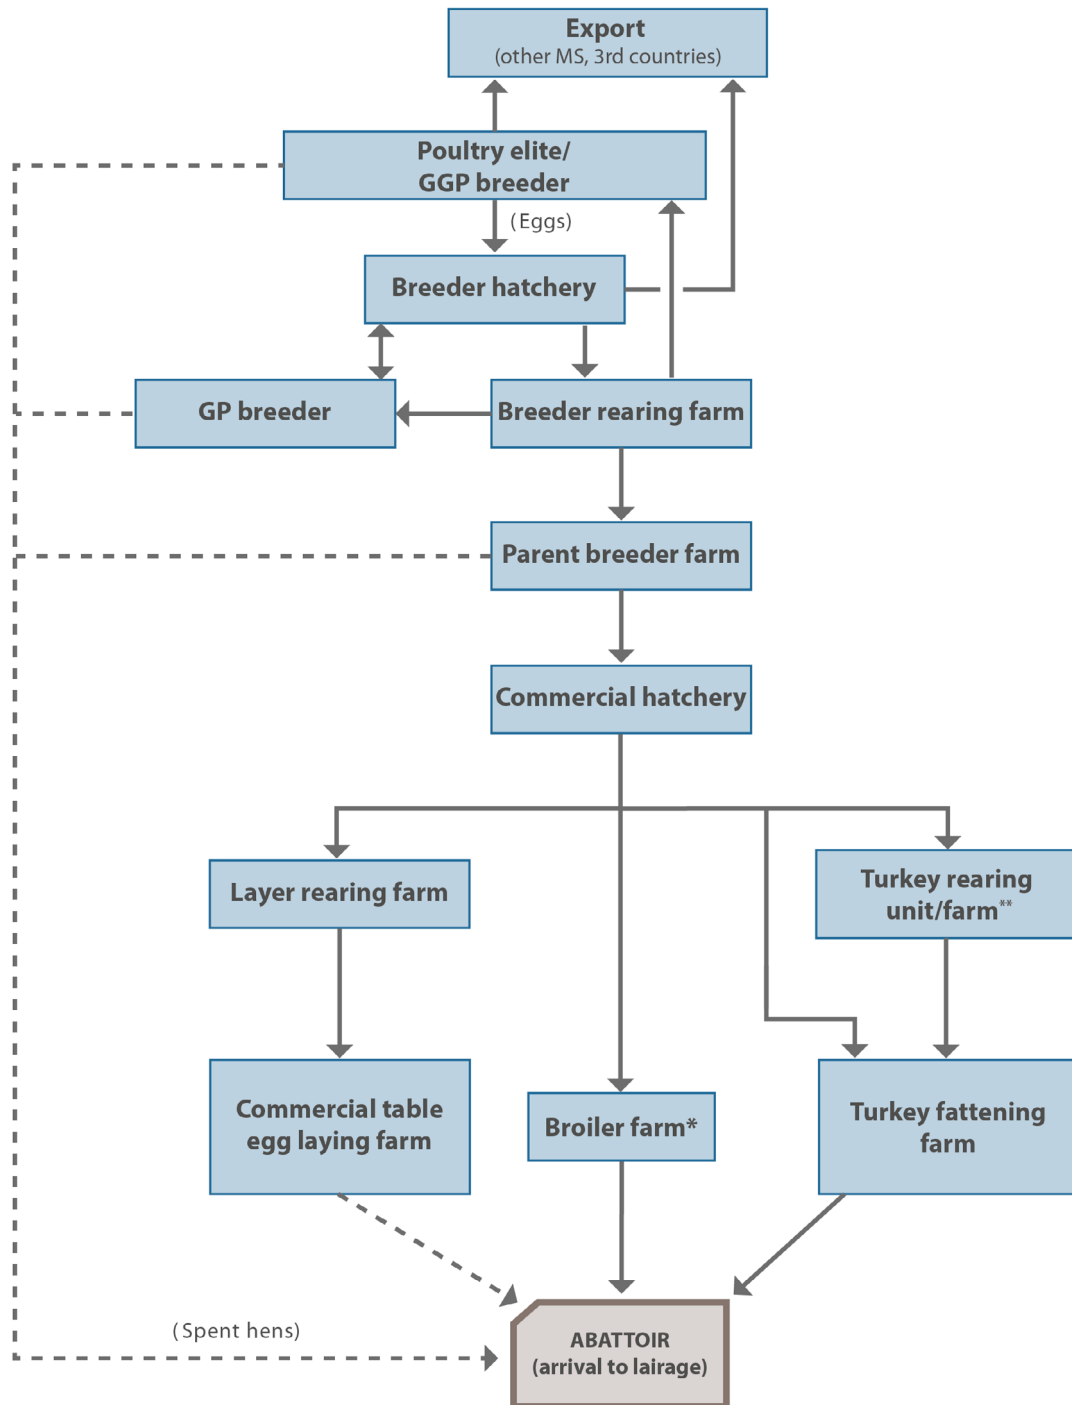 Export
(other MS, 3rd countries)
Poultry elite/
GGP breeder
(Eggs)
Breeder hatchery
GP breeder
Breeder rearing farm
Parent breeder farm
Commercial hatchery
Layer rearing farm
Turkey rearing
unit/farm**
Commercial table
egg laying farm
Broiler farm*
Turkey fattening
farm
(Spent hens)
ABATTOIR
(arrival to lairage)